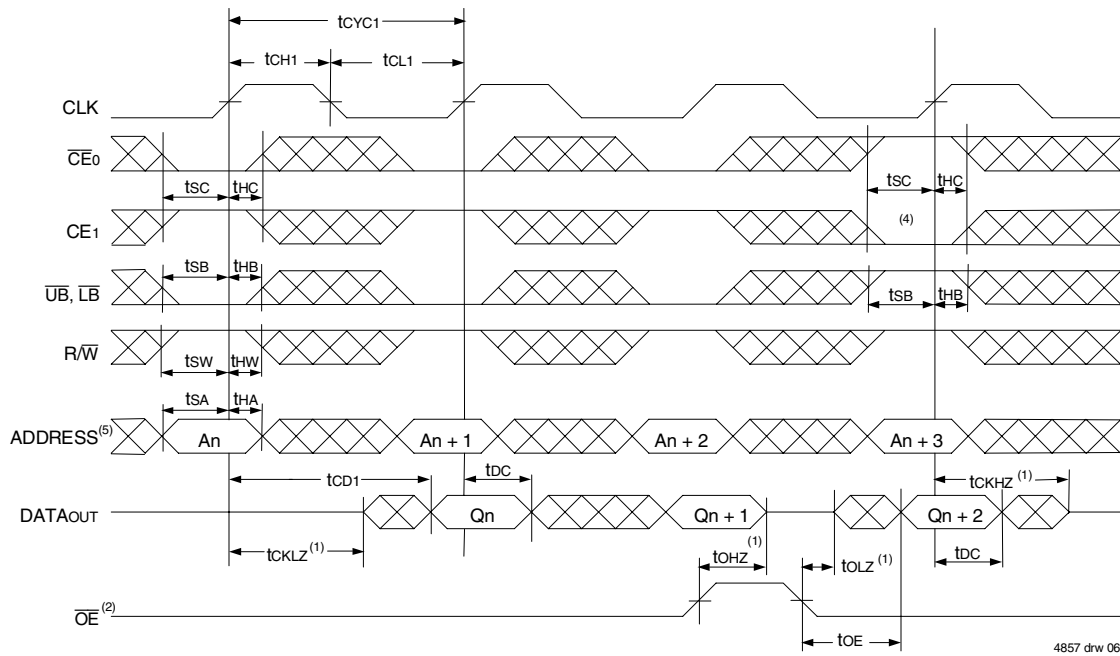 tCYC1
tCH1 tCL1
CLK
CE0
tSC tHC tSC tHC
CE1 (4)
tSB tHB
UB, LB tSB tHB
R/W
tSW tHW
tSA tHA
ADDRESS(5) An An + 1 An + 2 An + 3
tCD1 tDC tCKHZ(1)
DATAOUT Qn Qn + 1 Qn + 2
tCKLZ(1) tOHZ(1) tOLZ(1) tDC
OE(2)
tOE
4857 drw 06